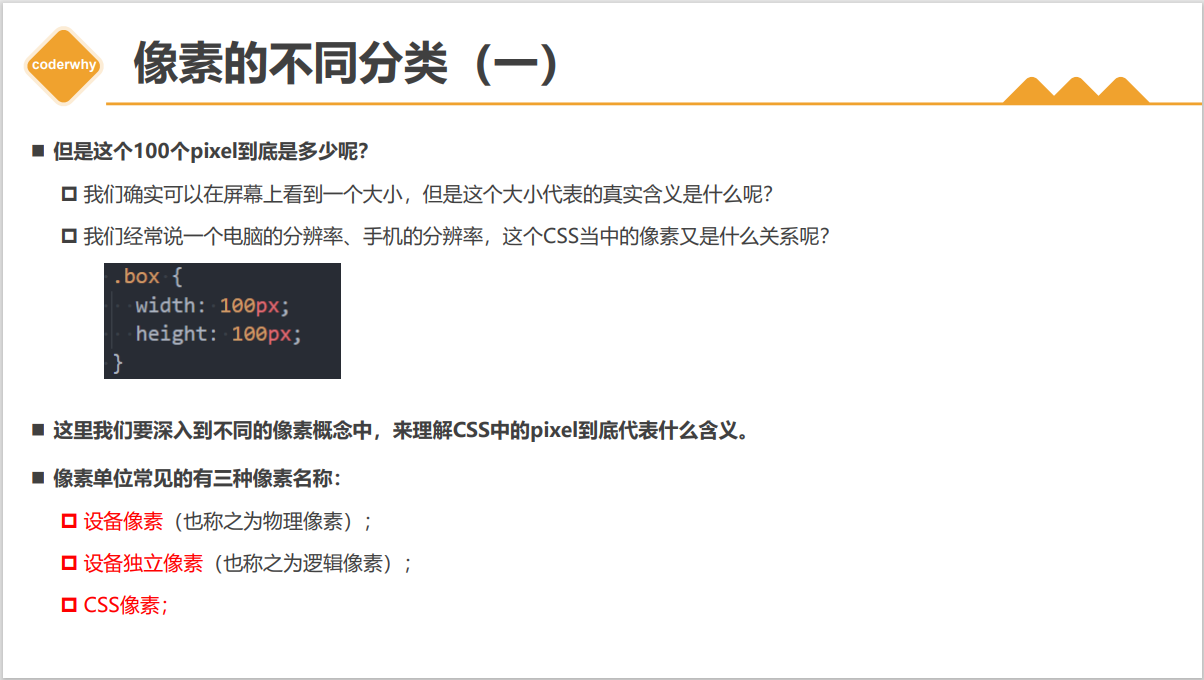 coderwhy
像素的不同分类（一）
但是这个100个pixel到底是多少呢？
我们确实可以在屏幕上看到一个大小，但是这个大小代表的真实含义是什么呢？
我们经常说一个电脑的分辨率、手机的分辨率，这个CSS当中的像素又是什么关系呢？
.box {
width: 100px;
height: 100px;
}
这里我们要深入到不同的像素概念中，来理解CSS中的pixel到底代表什么含义。
像素单位常见的有三种像素名称：
设备像素（也称之为物理像素）；
设备独立像素（也称之为逻辑像素）；
CSS像素；